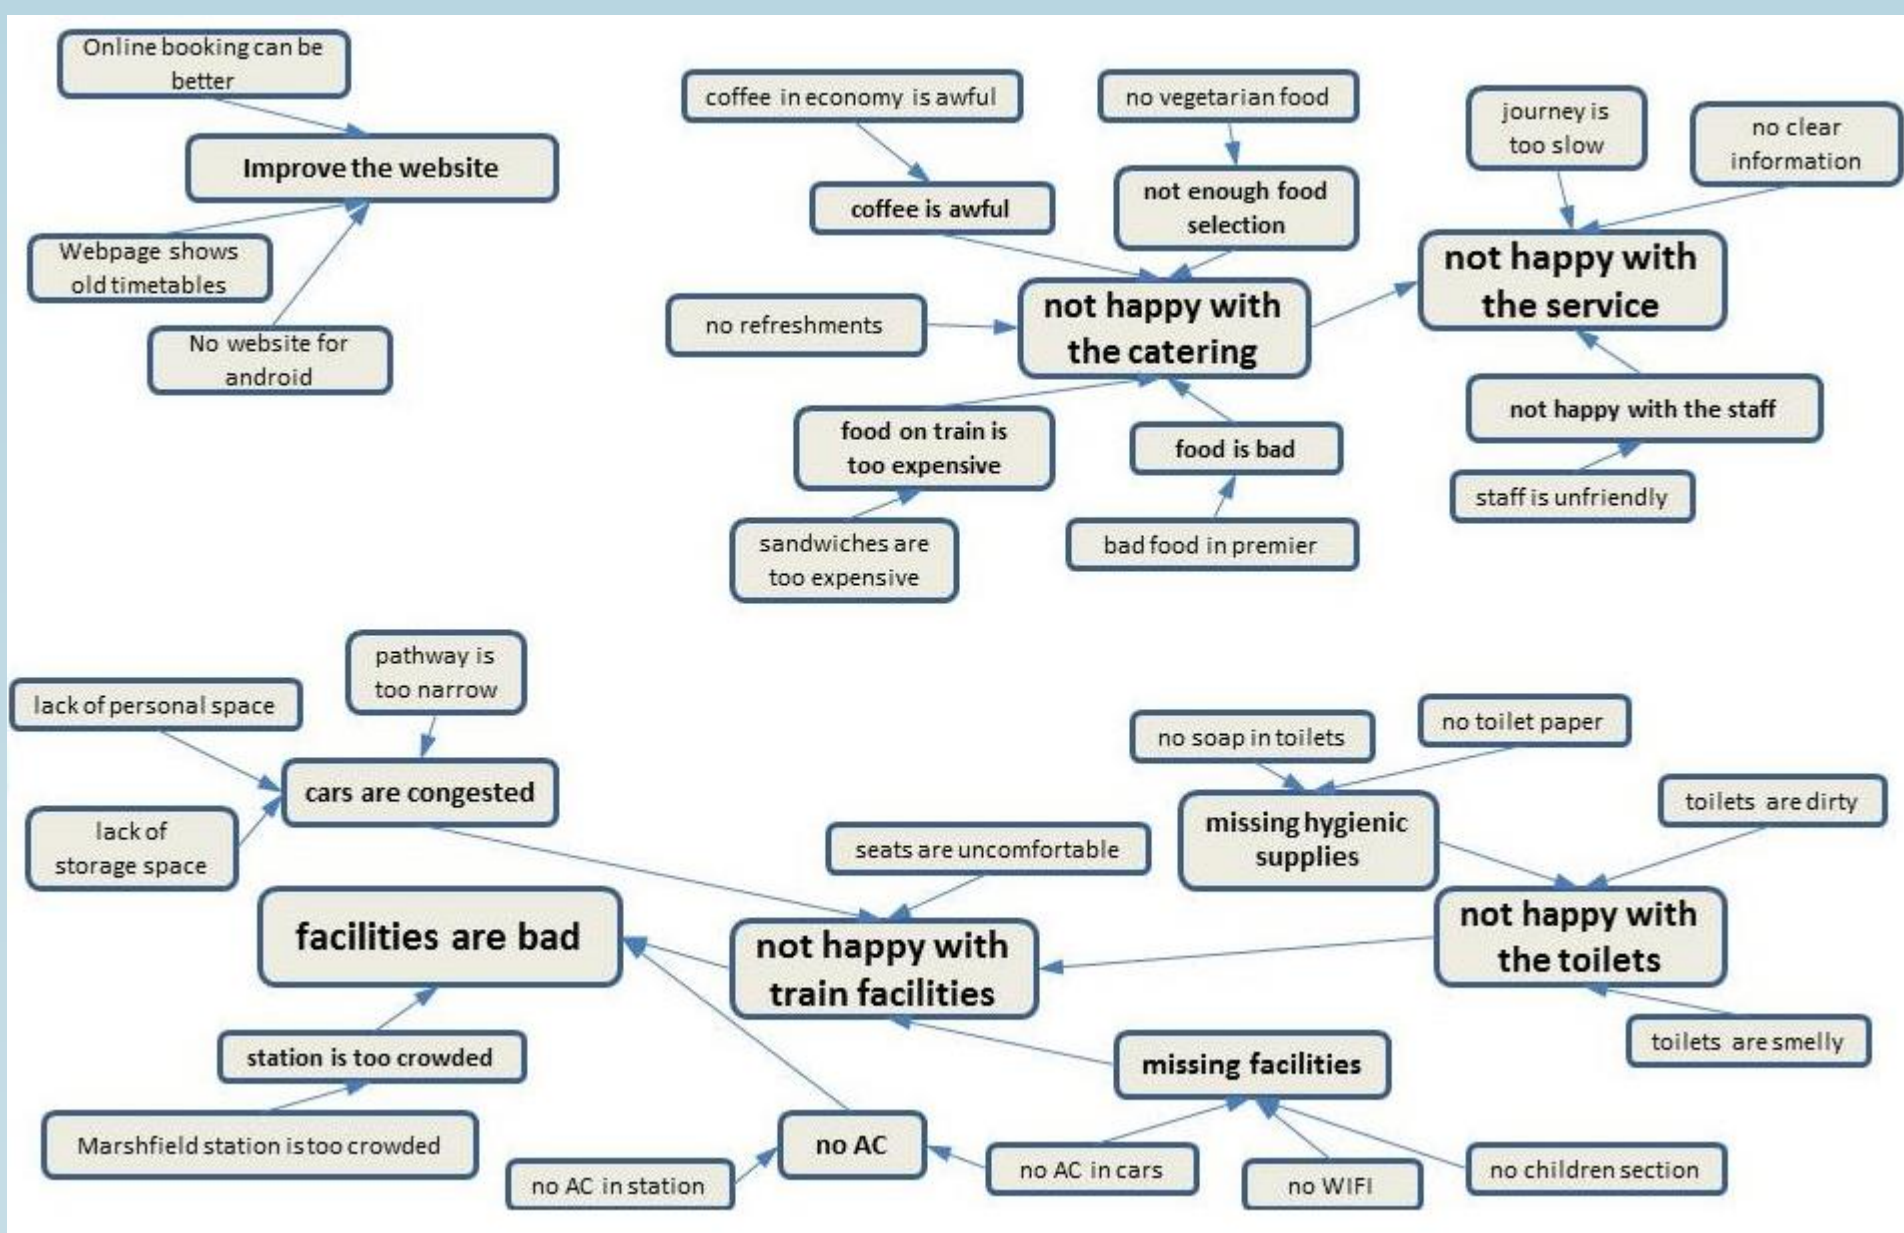 Online booking can be
better
Improve the website
Webpage shows
old timetables
No website for
android
coffee in economy is awful
no vegetarian food
coffee is awful
not enough food
selection
no refreshments
not happy with
the catering
food on train is
too expensive
food is bad
sandwiches are
too expensive
bad food in premier
journey is
too slow
no clear
information
not happy with
the service
not happy with the staff
staff is unfriendly
pathway is
too narrow
lack of personal space
cars are congested
lack of
storage space
seats are uncomfortable
facilities are bad
not happy with
train facilities
station is too crowded
Marshfield station is too crowded
no AC
no AC in station
no AC in cars
no soap in toilets
no toilet paper
missing hygienic
supplies
toilets are dirty
not happy with
the toilets
toilets are smelly
missing facilities
no WIFI
no children section